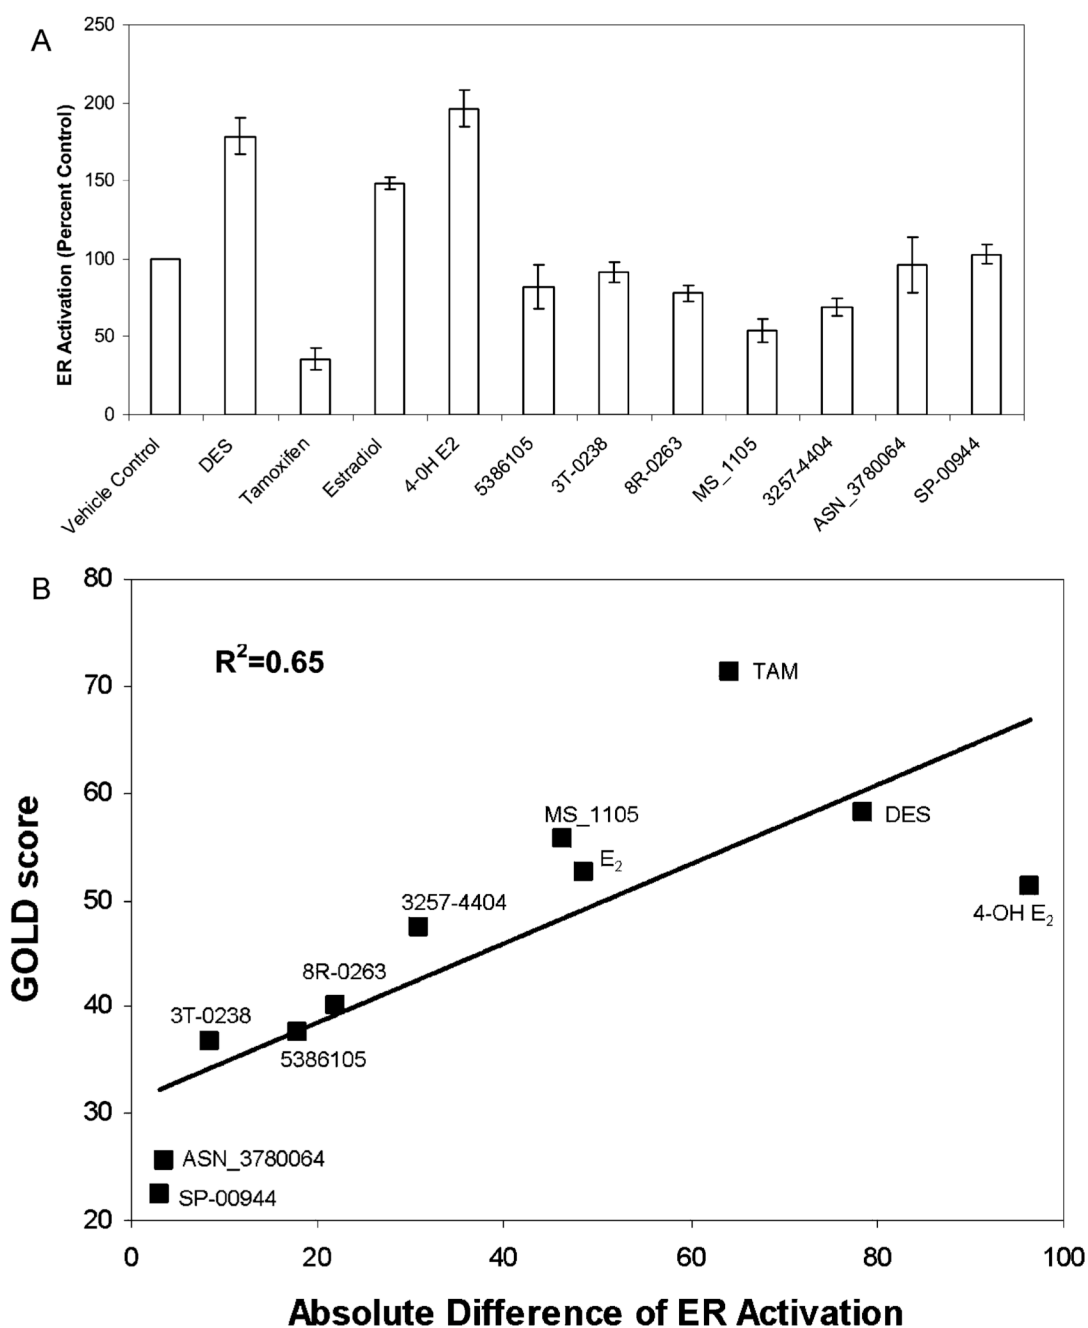 A
ER Activation (Percent Control)
250
200
150
100
50
0
Vehicle Control
DES
Tamoxifen
Estradiol
4-0H E2
5386105
3T-0238
8R-0263
MS_1105
3257-4404
ASN_3780064
SP-00944
B
GOLD score
80
70
60
50
40
30
20
R²=0.65
TAM
MS_1105
DES
E₂
3257-4404
4-OH E₂
8R-0263
3T-0238
5386105
ASN_3780064
SP-00944
0 20 40 60 80 100
Absolute Difference of ER Activation